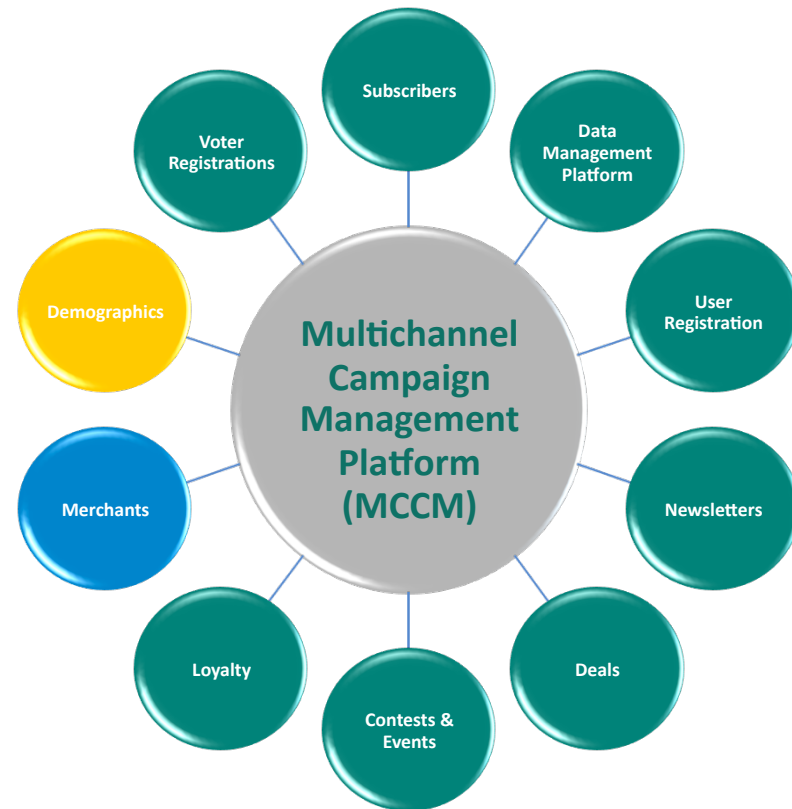 Subscribers
Data
Management
Platform
User
Registration
Newsletters
Deals
Contests &
Events
Loyalty
Merchants
Demographics
Voter
Registrations
Multichannel
Campaign
Management
Platform
(MCCM)